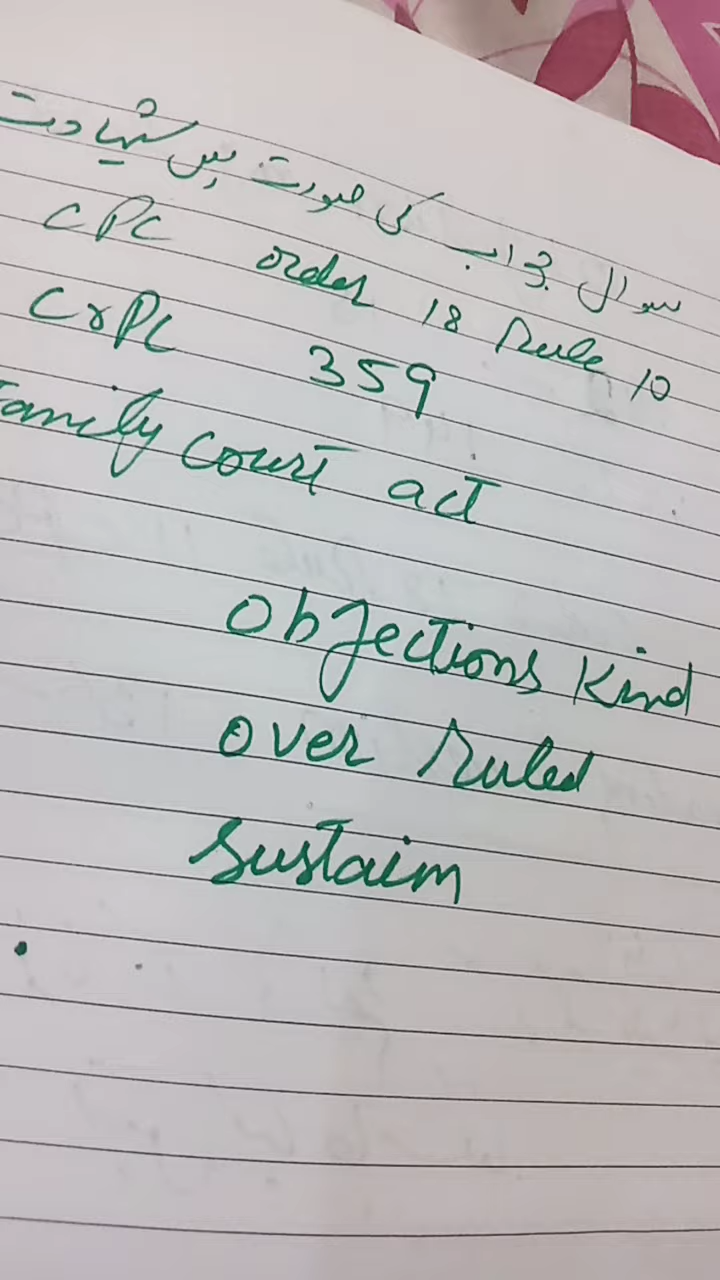 سوال جواب کی صورت میں شہادت
CPC order 18 Rule 10
CrPC 359
Family court act
objections Kind
over Ruled
sustaim